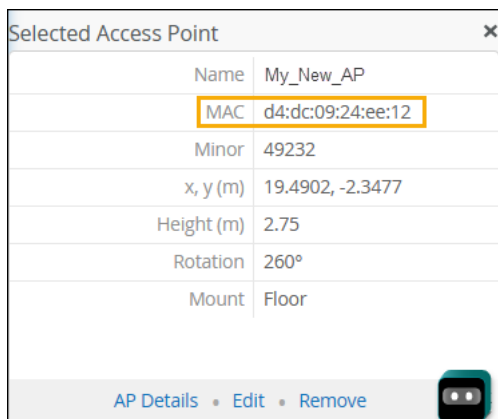 Selected Access Point ×
Name My_New_AP
MAC d4:dc:09:24:ee:12
Minor 49232
x, y (m) 19.4902, -2.3477
Height (m) 2.75
Rotation 260°
Mount Floor
AP Details • Edit • Remove